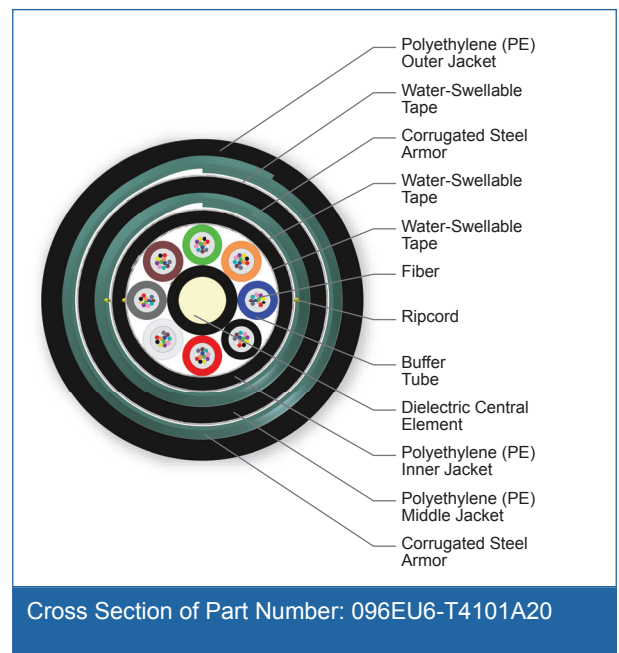 Polyethylene (PE)
Outer Jacket
Water-Swellable
Tape
Corrugated Steel
Armor
Water-Swellable
Tape
Water-Swellable
Tape
Fiber
Ripcord
Buffer
Tube
Dielectric Central
Element
Polyethylene (PE)
Inner Jacket
Polyethylene (PE)
Middle Jacket
Corrugated Steel
Armor
Cross Section of Part Number: 096EU6-T4101A20